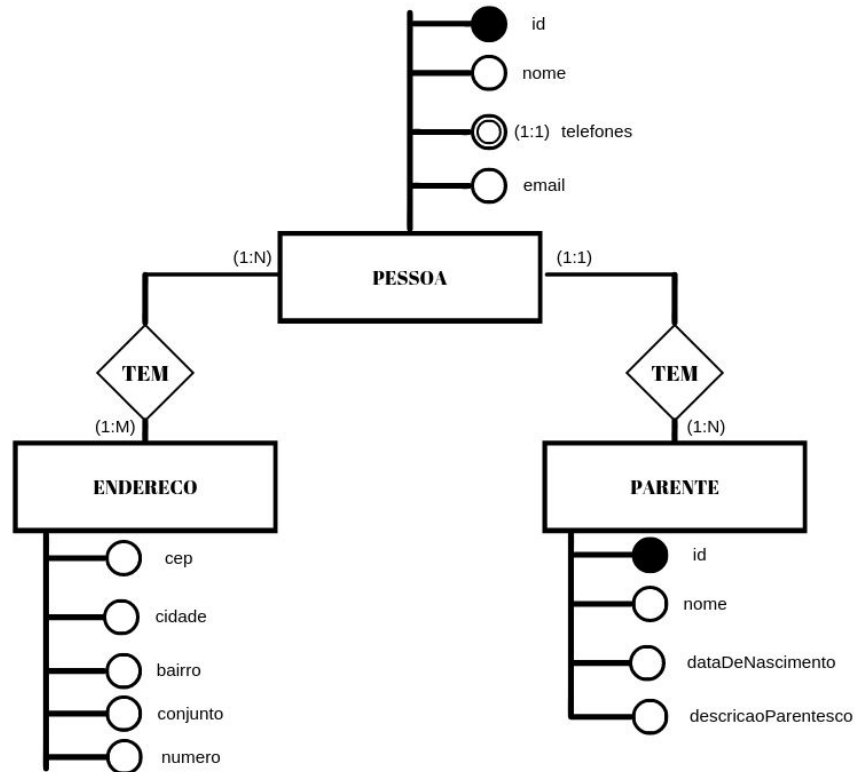 id
nome
(1:1) telefones
email
(1:N)
PESSOA
(1:1)
TEM
TEM
(1:M)
(1:N)
ENDERECO
PARENTE
cep
cidade
bairro
conjunto
numero
id
nome
dataDeNascimento
descricaoParentesco